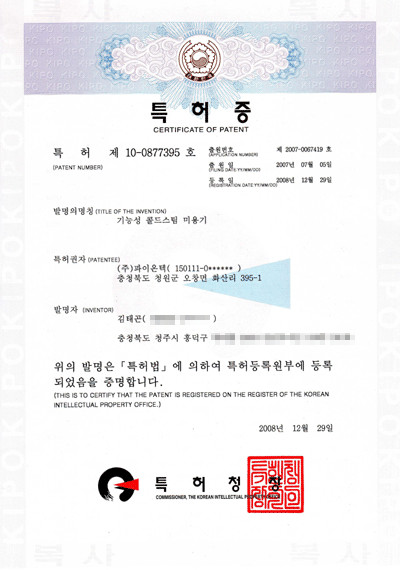 특허증
CERTIFICATE OF PATENT
특 허 제 10-0877395 호
(PATENT NUMBER)
출원번호 제 2007-0067419 호
(APPLICATION NUMBER)
출 원 일 2007년 07월 05일
(FILING DATE:YY/MM/DD)
등 록 일 2008년 12월 29일
(REGISTRATION DATE:YY/MM/DD)
발명의명칭 (TITLE OF THE INVENTION)
기능성 콜드스팀 미용기
특허권자 (PATENTEE)
(주)파이온텍( 150111-0****** )
충청북도 청원군 오창면 화산리 395-1
발명자 (INVENTOR)
김태곤(
충청북도 청주시 흥덕구
위의 발명은 「특허법」에 의하여 특허등록원부에 등록
되었음을 증명합니다.
(THIS IS TO CERTIFY THAT THE PATENT IS REGISTERED ON THE REGISTER OF THE KOREAN
INTELLECTUAL PROPERTY OFFICE.)
2008년 12월 29일
특 허 청 장
COMMISSIONER, THE KOREAN INTELLECTUAL PROPERTY OFFICE